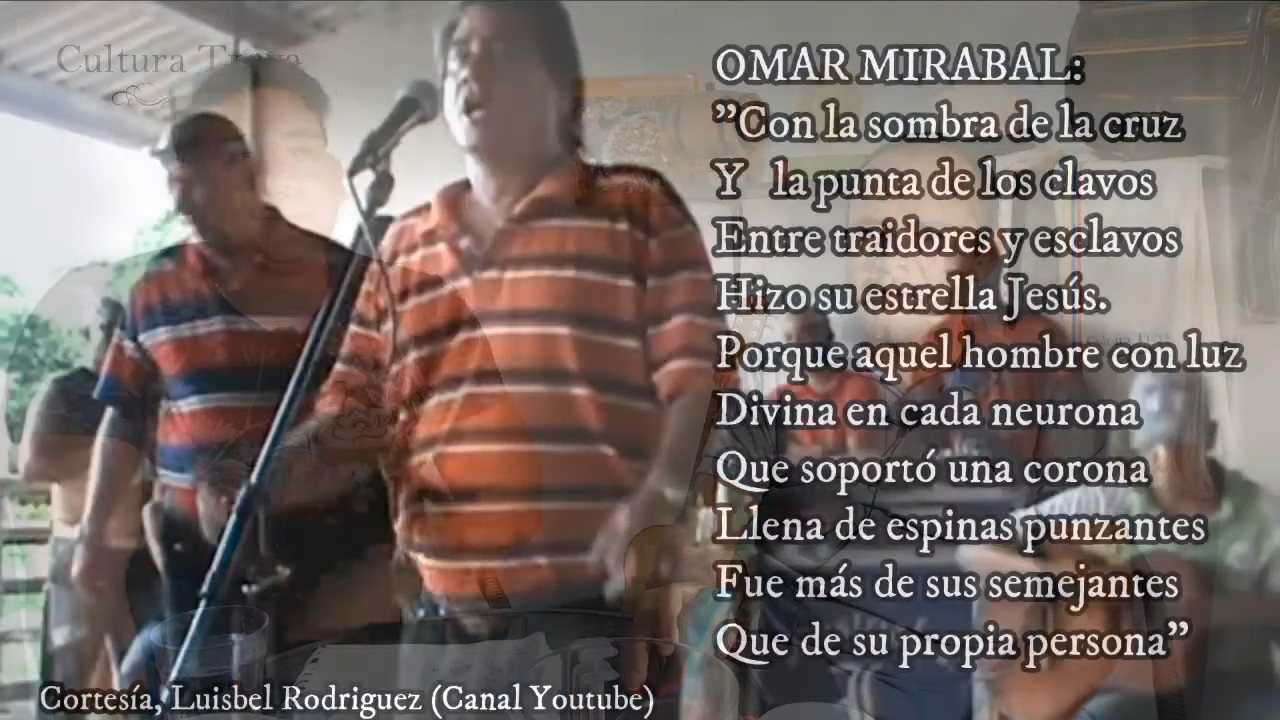 Cultura
OMAR MIRABAL:
"Con la sombra de la cruz
Y la punta de los clavos
Entre traidores y esclavos
Hizo su estrella Jesús.
Porque aquel hombre con luz
Divina en cada neurona
Que soportó una corona
Llena de espinas punzantes
Fue más de sus semejantes
Que de su propia persona"
Cortesía, Luisbel Rodriguez (Canal Youtube)